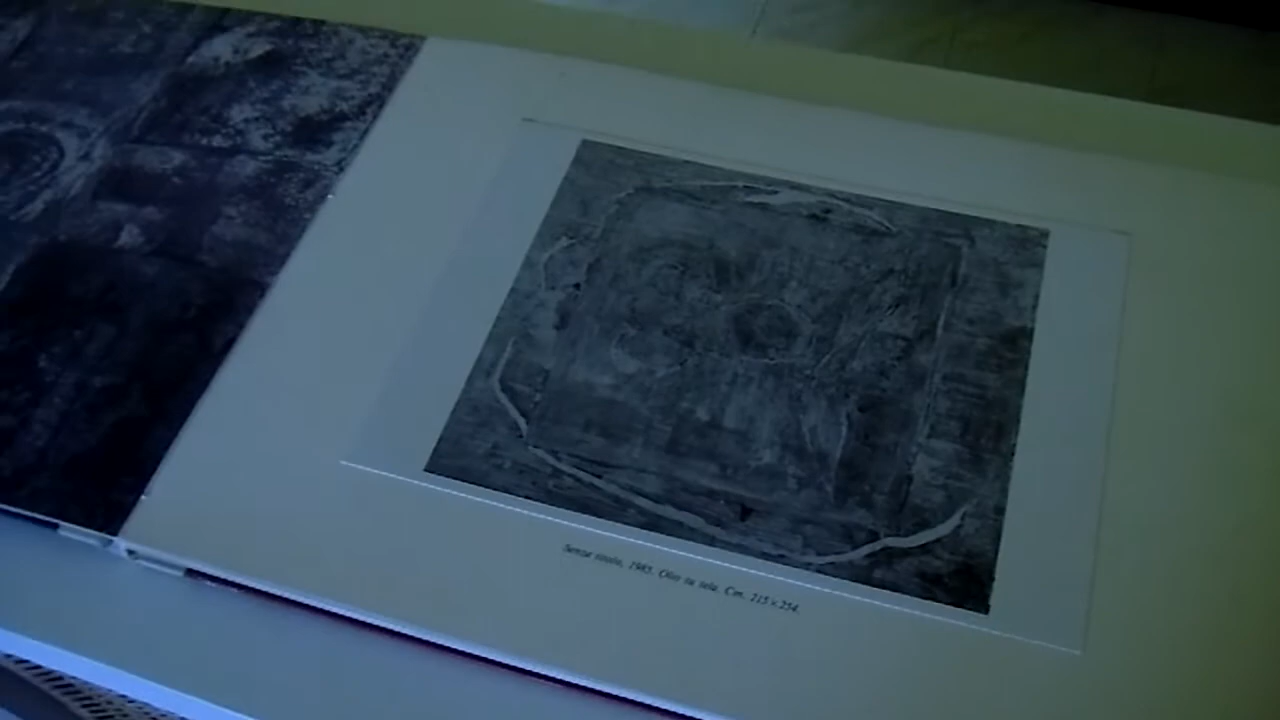 Senza titolo, 1985. Olio su tela. Cm. 215 x 254